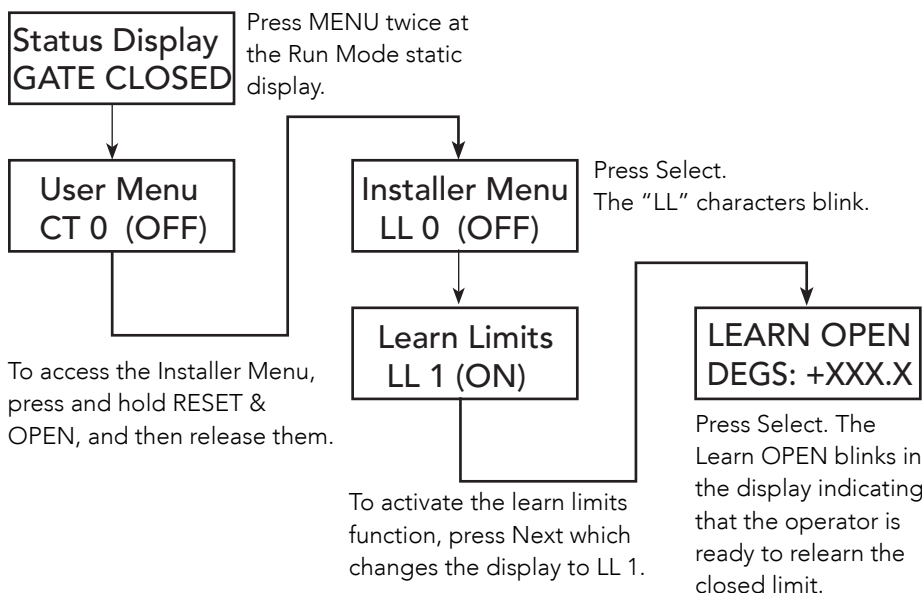 Status Display
GATE CLOSED
Press MENU twice at
the Run Mode static
display.
User Menu
CT 0 (OFF)
To access the Installer Menu,
press and hold RESET &
OPEN, and then release them.
Installer Menu
LL 0 (OFF)
Press Select.
The “LL” characters blink.
Learn Limits
LL 1 (ON)
To activate the learn limits
function, press Next which
changes the display to LL 1.
LEARN OPEN
DEGS: +XXX.X
Press Select. The
Learn OPEN blinks in
the display indicating
that the operator is
ready to relearn the
closed limit.